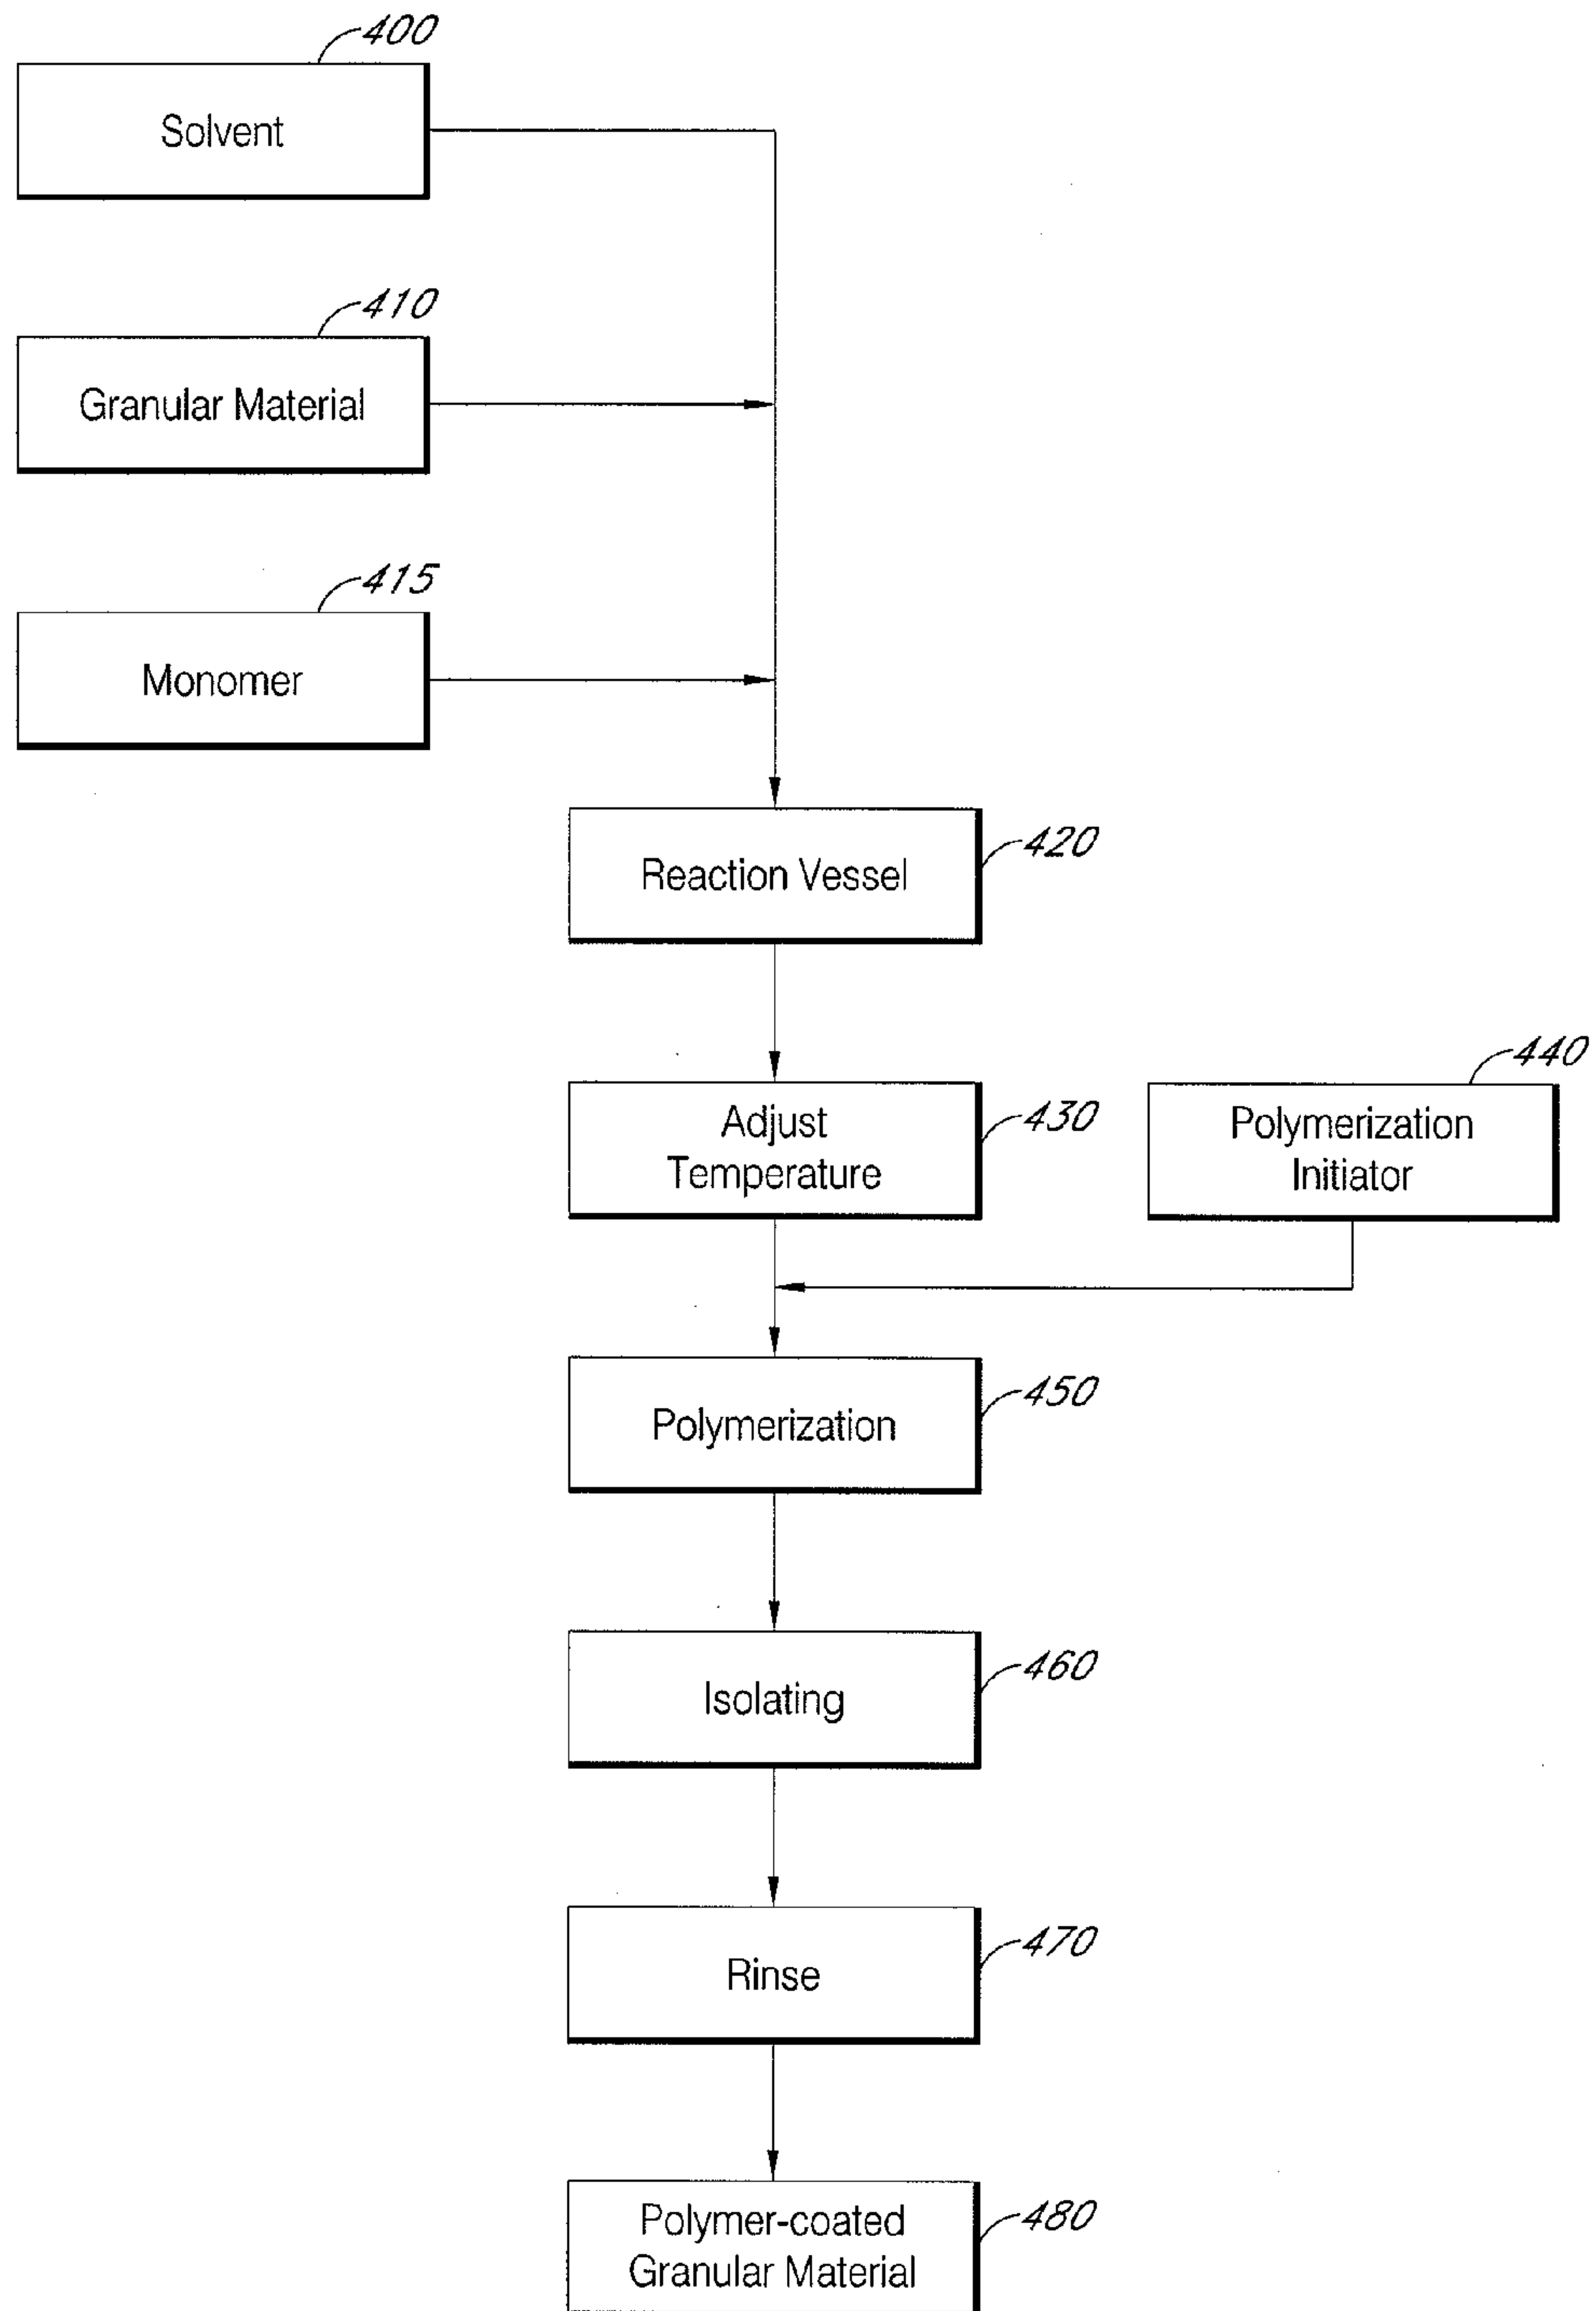 400
Solvent
410
Granular Material
415
Monomer
420
Reaction Vessel
430
Adjust
Temperature
440
Polymerization
Initiator
450
Polymerization
460
Isolating
470
Rinse
480
Polymer-coated
Granular Material